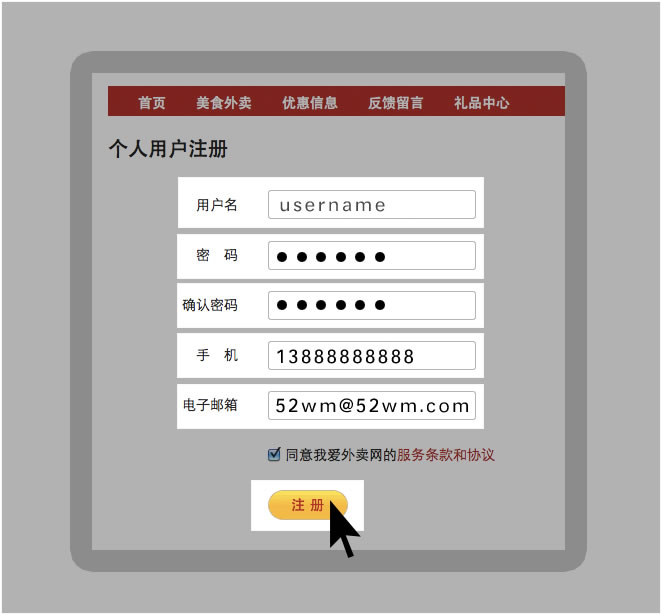 首页 美食外卖 优惠信息 反馈留言 礼品中心
个人用户注册
用户名 username
密 码 ●●●●●●
确认密码 ●●●●●●
手 机 13888888888
电子邮箱 52wm@52wm.com
同意我爱外卖网的服务条款和协议
注 册